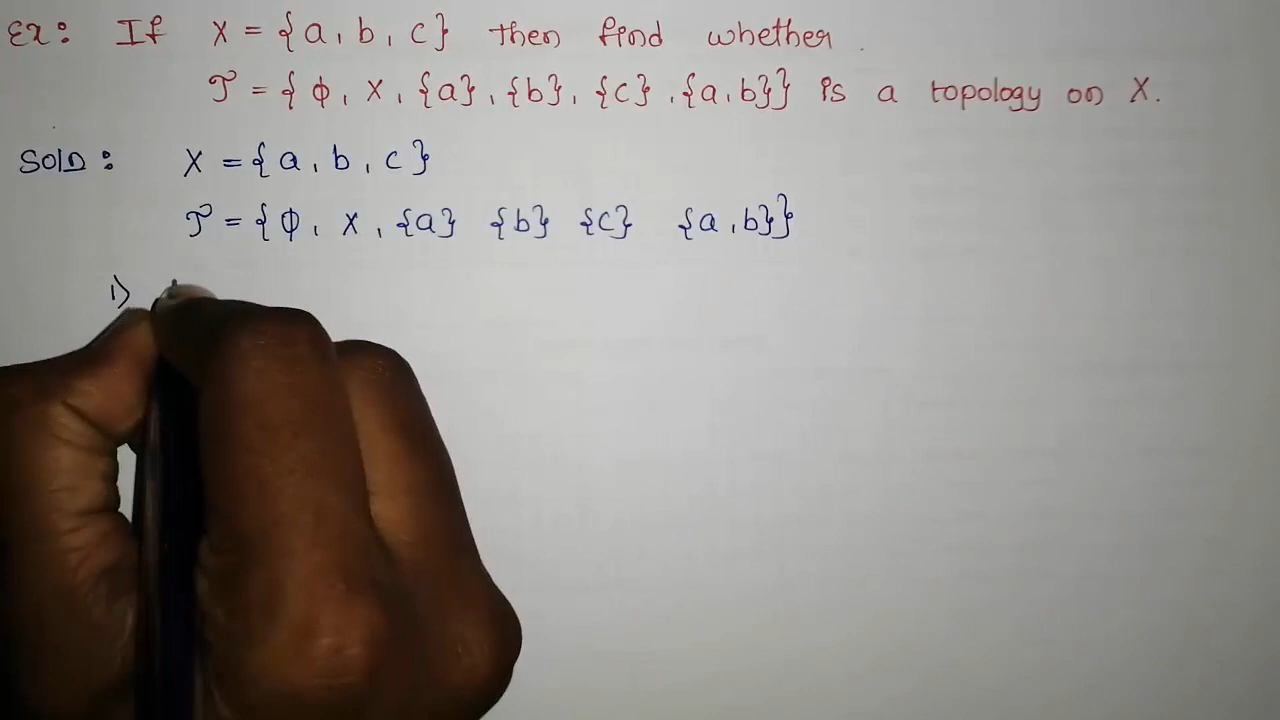 Ex: If X = {a, b, c} then find whether
𝒯 = {ϕ, X, {a}, {b}, {c}, {a, b}} is a topology on X.
Soln: X = {a, b, c}
𝒯 = {ϕ, X, {a} {b} {c} {a, b}}
1)